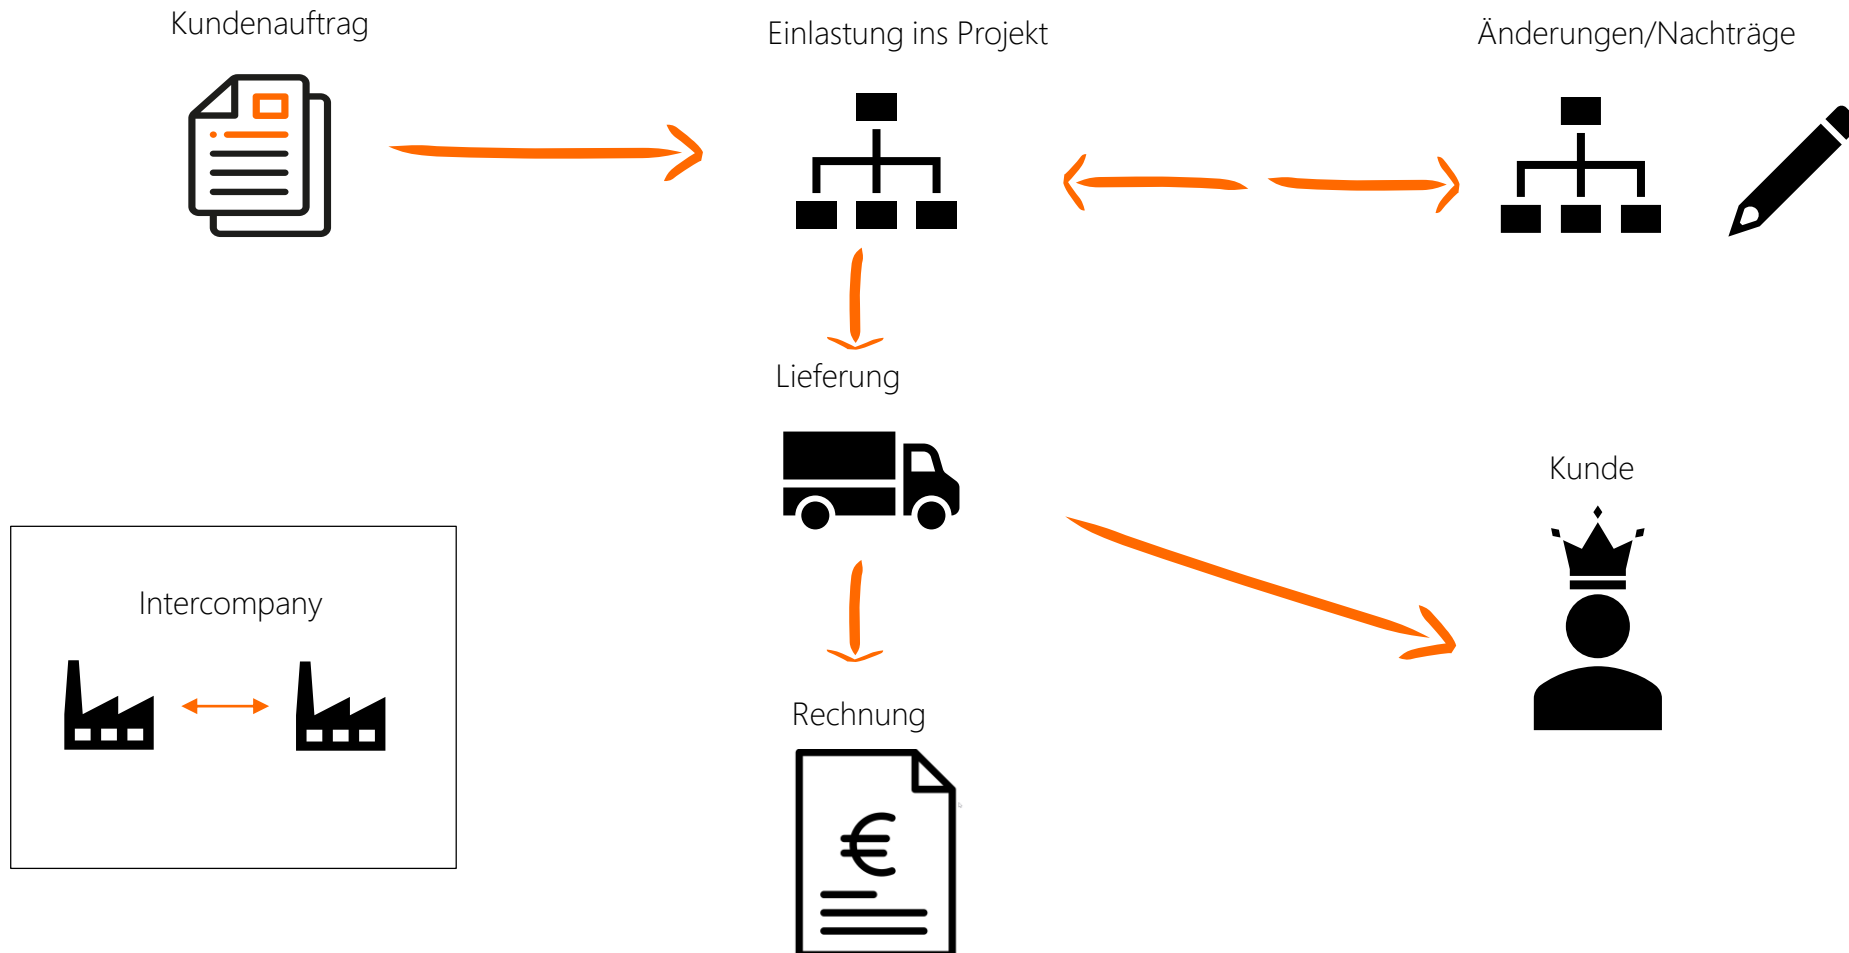 Kundenauftrag
Einlastung ins Projekt
Änderungen/Nachträge
Lieferung
Kunde
Intercompany
Rechnung
€